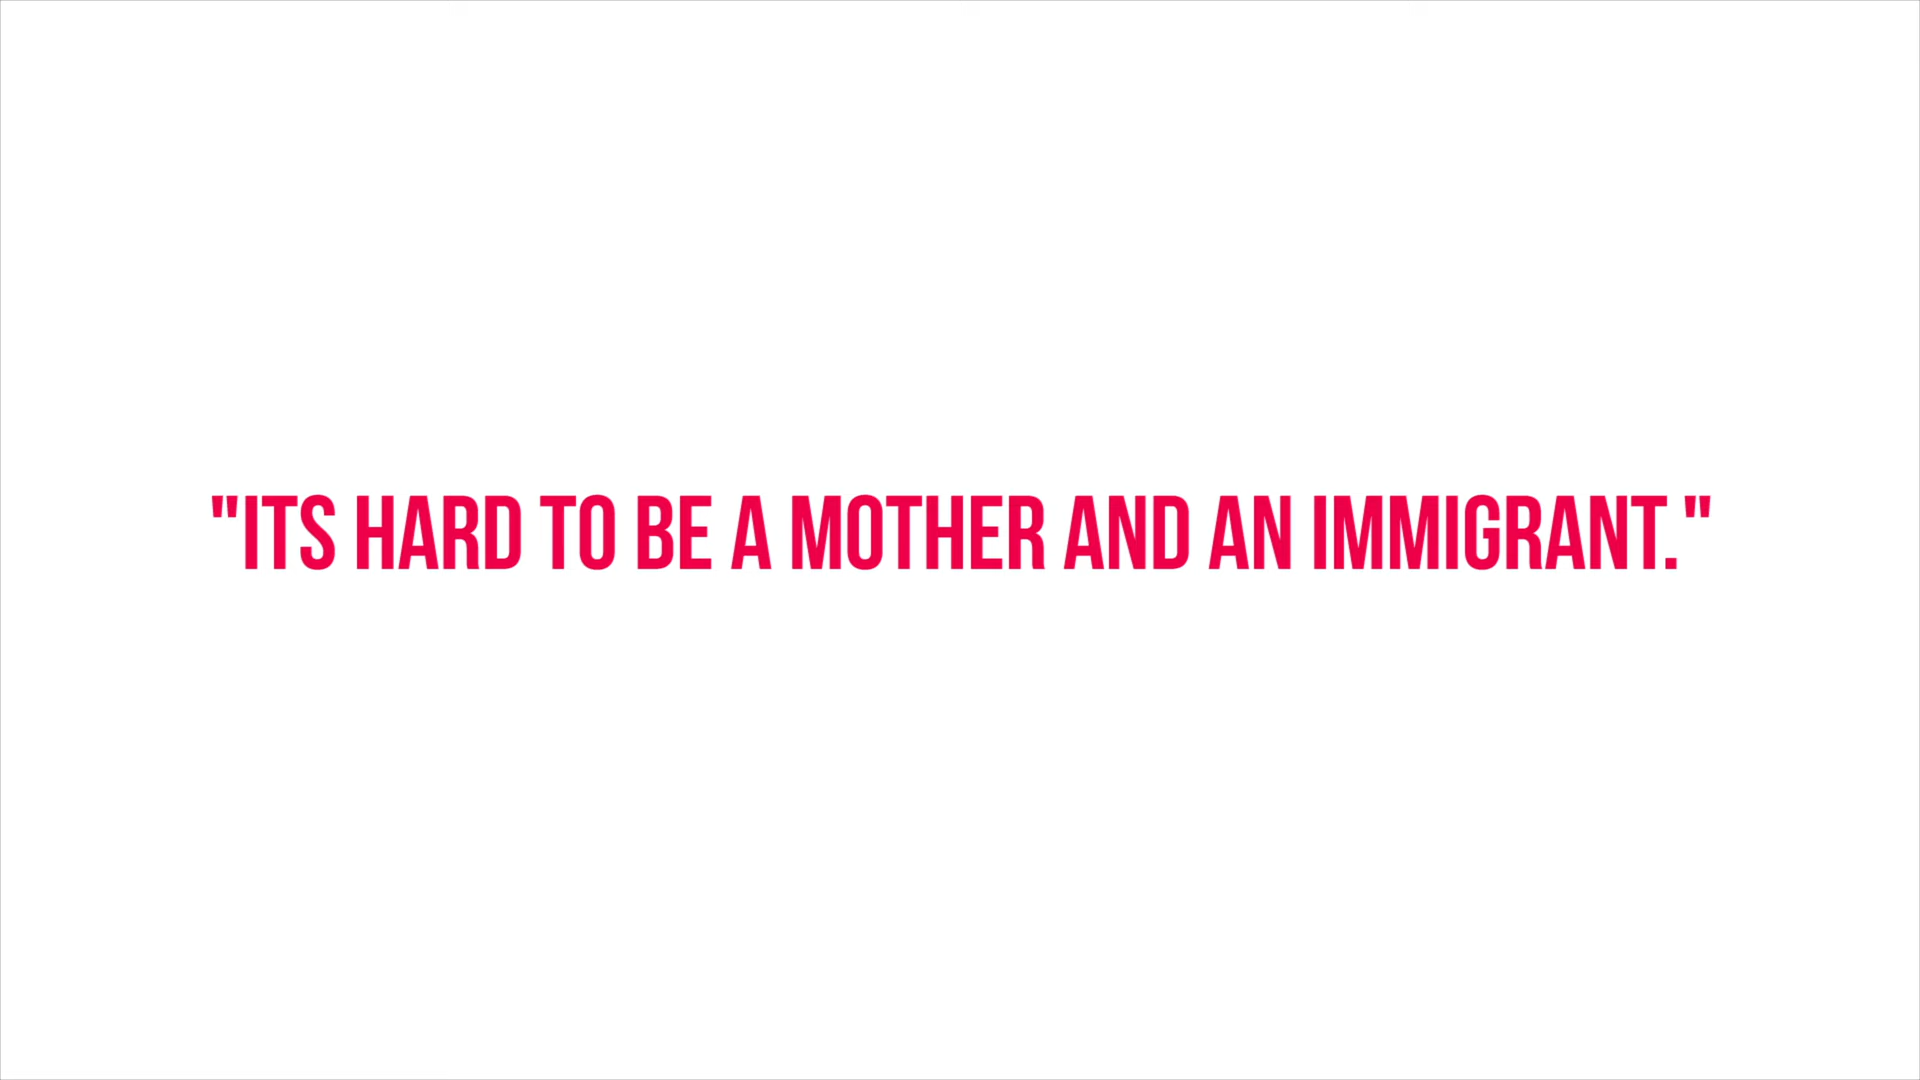 "ITS HARD TO BE A MOTHER AND AN IMMIGRANT."